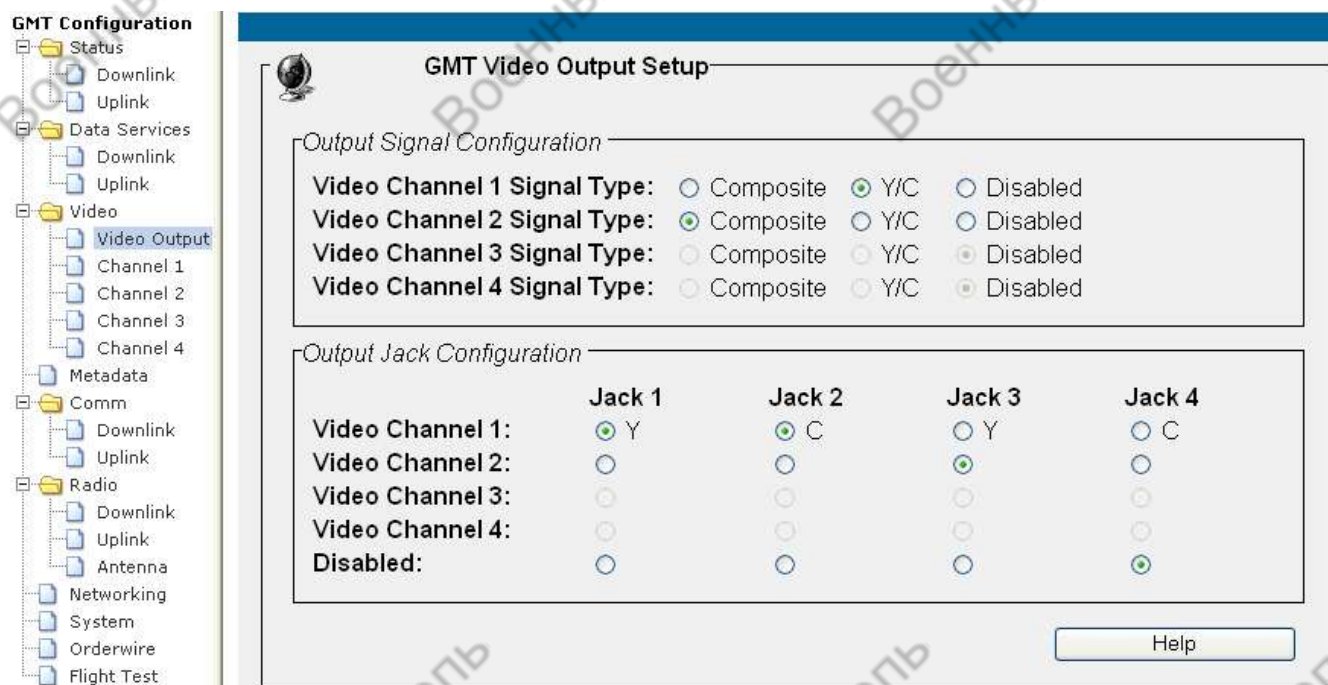 GMT Configuration
Status
Downlink
Uplink
Data Services
Downlink
Uplink
Video
Video Output
Channel 1
Channel 2
Channel 3
Channel 4
Metadata
Comm
Downlink
Uplink
Radio
Downlink
Uplink
Antenna
Networking
System
Orderwire
Flight Test
GMT Video Output Setup
Output Signal Configuration
Video Channel 1 Signal Type: Composite Y/C Disabled
Video Channel 2 Signal Type: Composite Y/C Disabled
Video Channel 3 Signal Type: Composite Y/C Disabled
Video Channel 4 Signal Type: Composite Y/C Disabled
Output Jack Configuration
Jack 1 Jack 2 Jack 3 Jack 4
Video Channel 1: Y C Y C
Video Channel 2:
Video Channel 3:
Video Channel 4:
Disabled:
Help